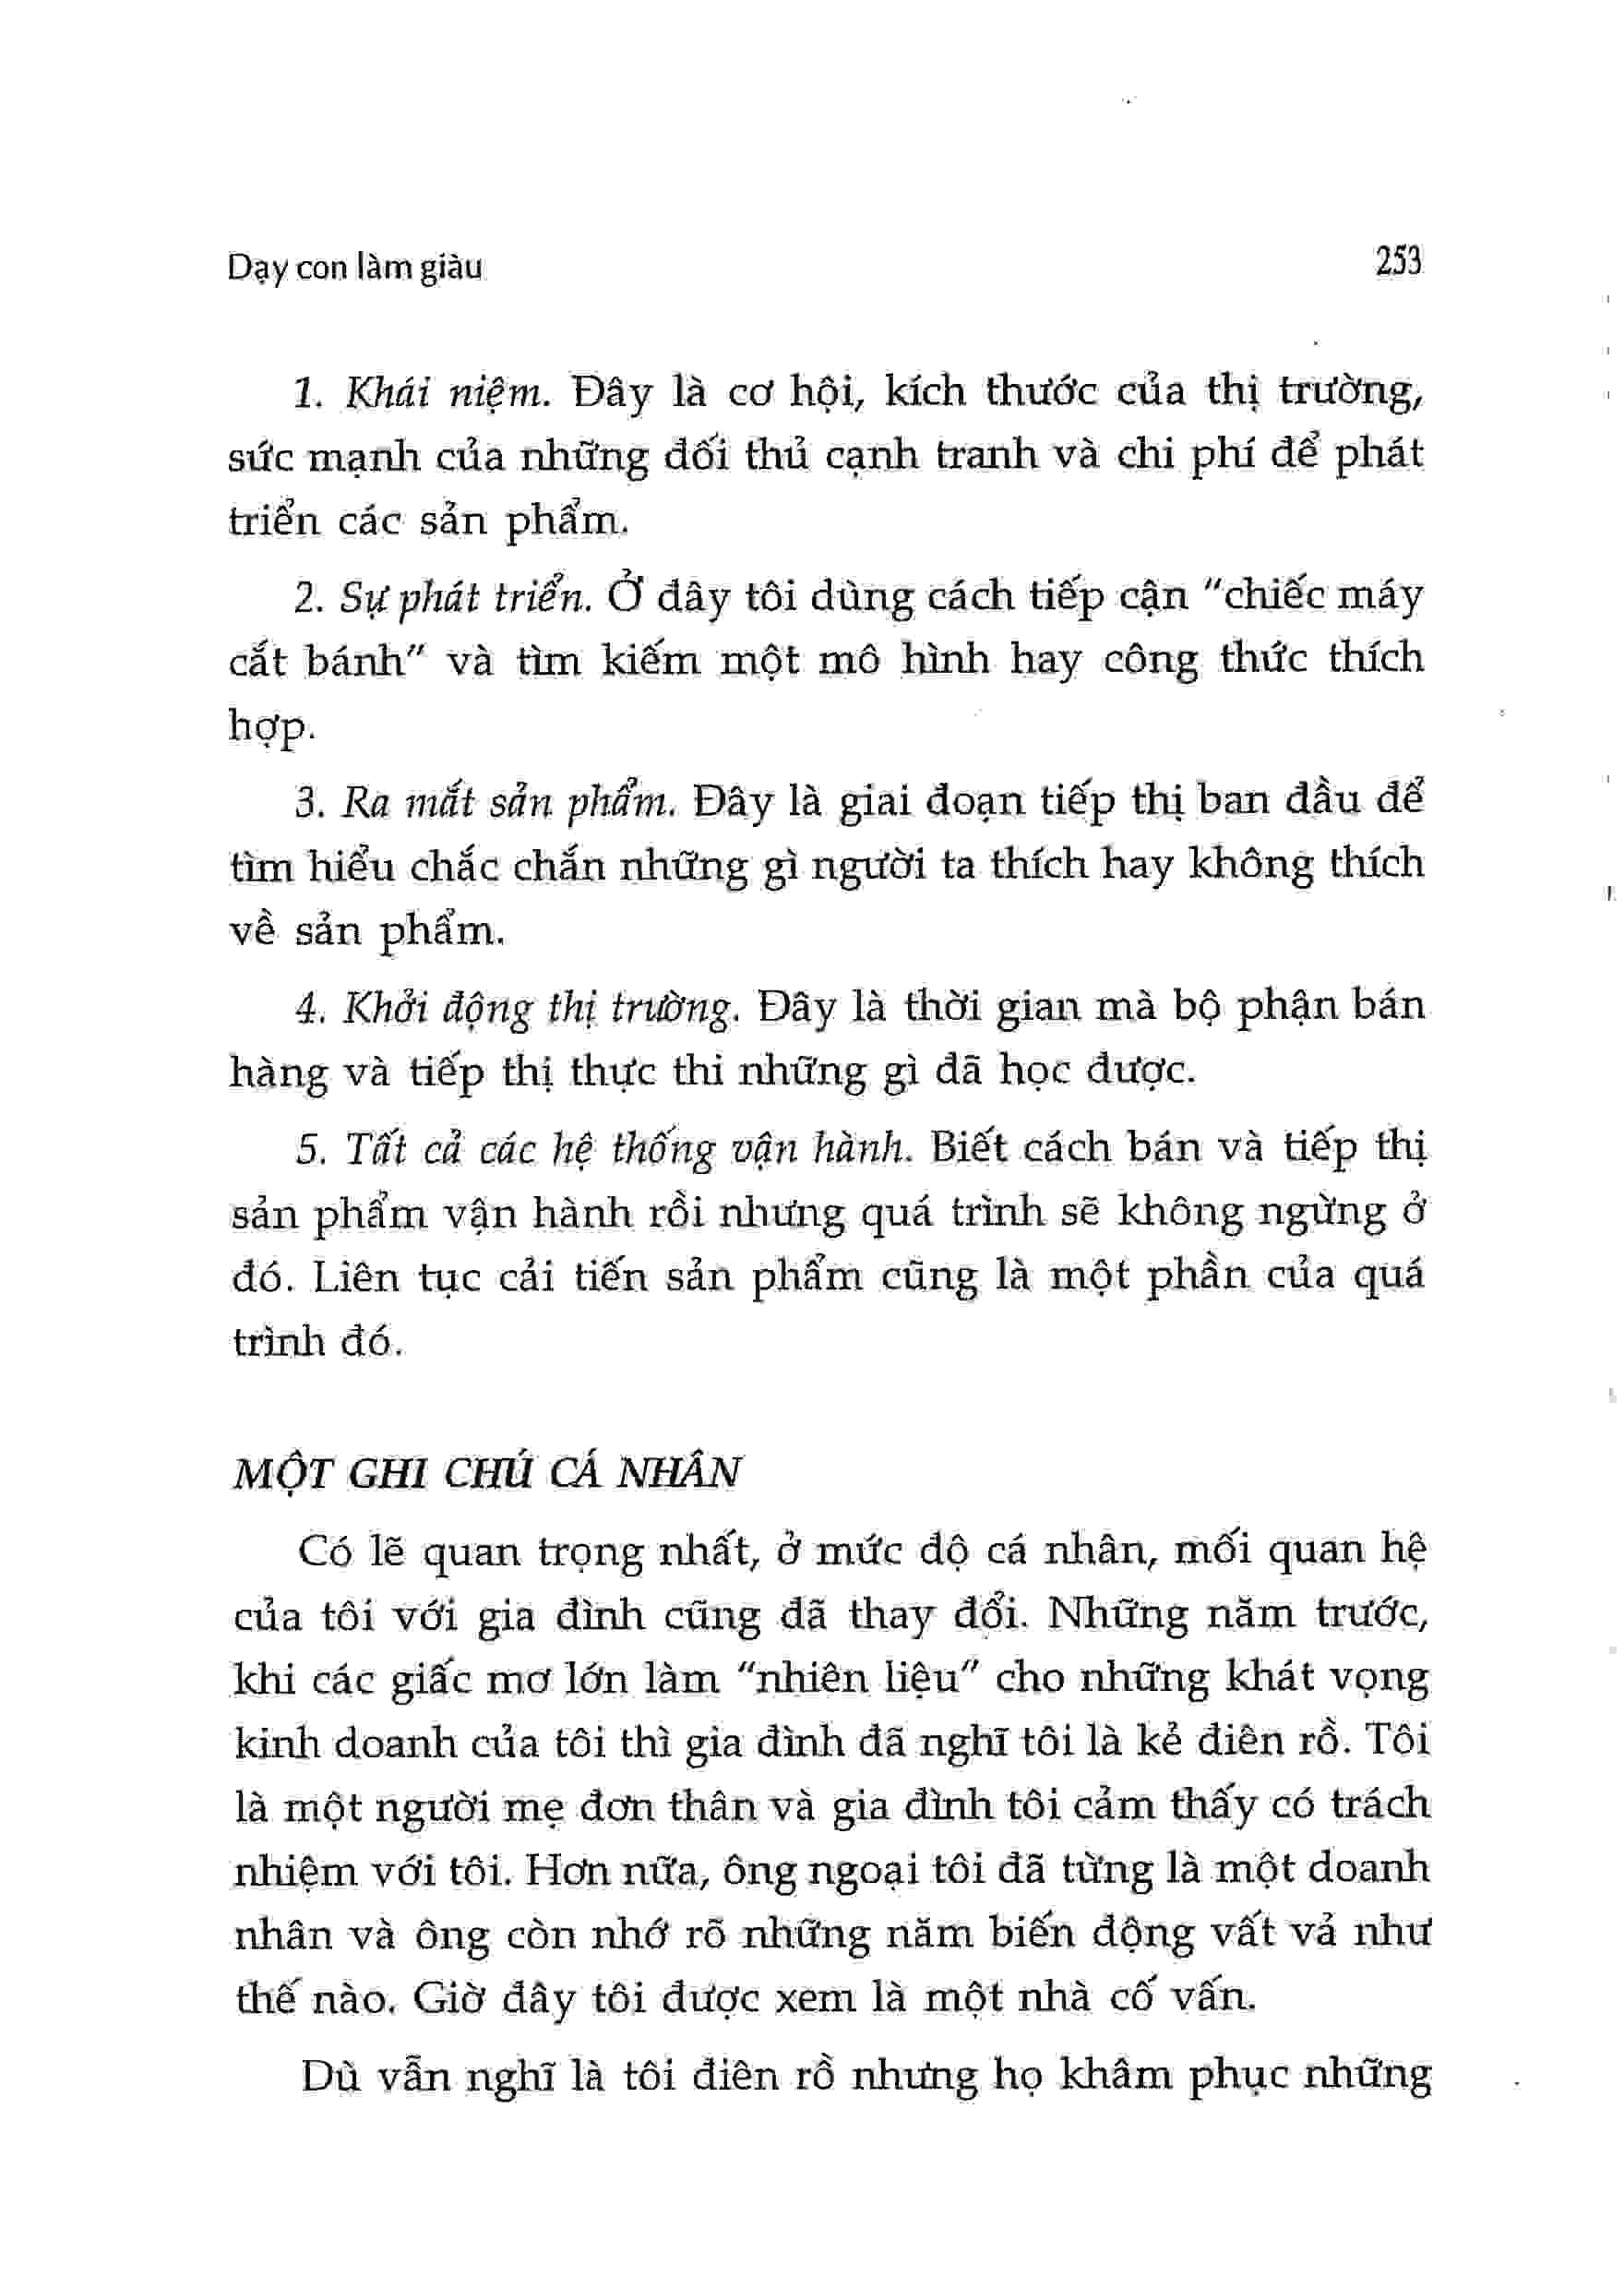 Dạy con làm giàu 253
1. Khái niệm. Đây là cơ hội, kích thước của thị trường,
sức mạnh của những đối thủ cạnh tranh và chi phí để phát
triển các sản phẩm.
2. Sự phát triển. Ở đây tôi dùng cách tiếp cận "chiếc máy
cắt bánh" và tìm kiếm một mô hình hay công thức thích
hợp.
3. Ra mắt sản phẩm. Đây là giai đoạn tiếp thị ban đầu để
tìm hiểu chắc chắn những gì người ta thích hay không thích
về sản phẩm.
4. Khởi động thị trường. Đây là thời gian mà bộ phận bán
hàng và tiếp thị thực thi những gì đã học được.
5. Tất cả các hệ thống vận hành. Biết cách bán và tiếp thị
sản phẩm vận hành rồi nhưng quá trình sẽ không ngừng ở
đó. Liên tục cải tiến sản phẩm cũng là một phần của quá
trình đó.
MỘT GHI CHÚ CÁ NHÂN
Có lẽ quan trọng nhất, ở mức độ cá nhân, mối quan hệ
của tôi với gia đình cũng đã thay đổi. Những năm trước,
khi các giấc mơ lớn làm "nhiên liệu" cho những khát vọng
kinh doanh của tôi thì gia đình đã nghĩ tôi là kẻ điên rồ. Tôi
là một người mẹ đơn thân và gia đình tôi cảm thấy có trách
nhiệm với tôi. Hơn nữa, ông ngoại tôi đã từng là một doanh
nhân và ông còn nhớ rõ những năm biến động vất vả như
thế nào. Giờ đây tôi được xem là một nhà cố vấn.
Dù vẫn nghĩ là tôi điên rồ nhưng họ khâm phục những